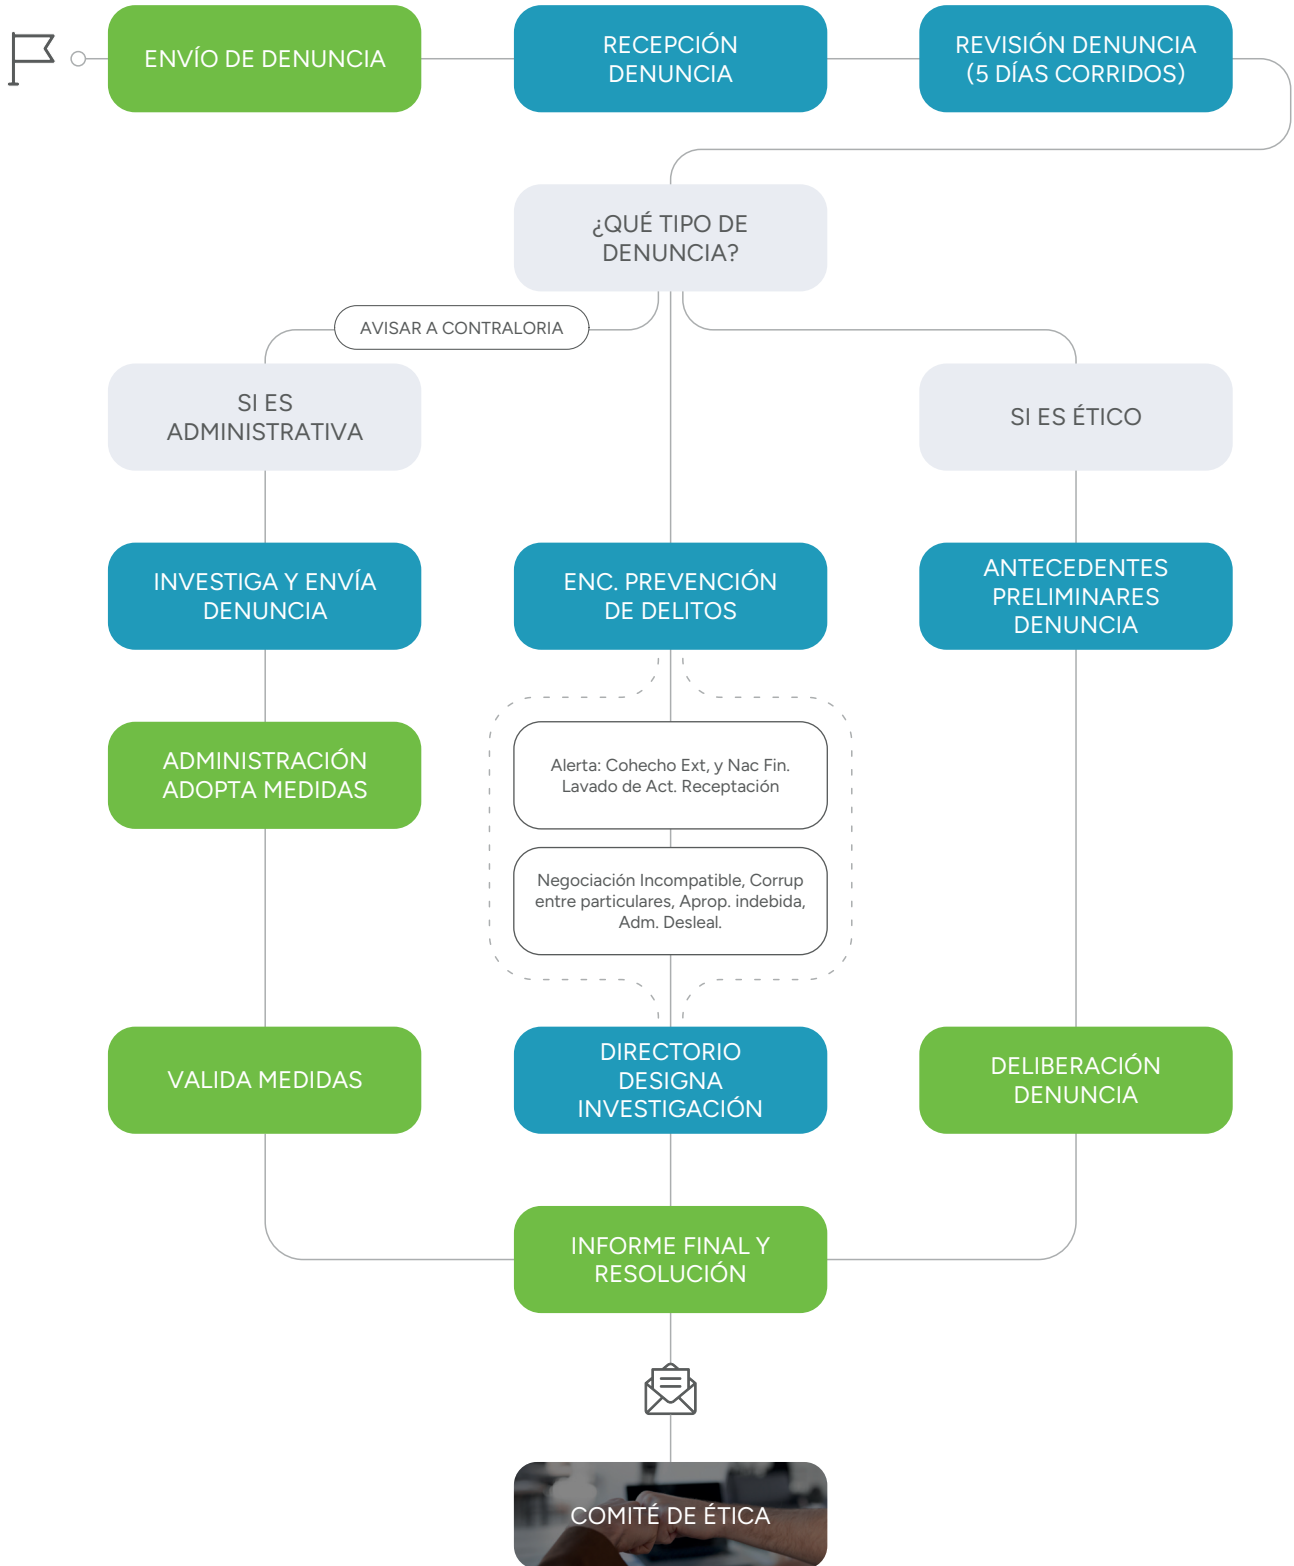 ENVÍO DE DENUNCIA
RECEPCIÓN
DENUNCIA
REVISIÓN DENUNCIA
(5 DÍAS CORRIDOS)
¿QUÉ TIPO DE
DENUNCIA?
AVISAR A CONTRALORIA
SI ES
ADMINISTRATIVA
SI ES ÉTICO
INVESTIGA Y ENVÍA
DENUNCIA
ENC. PREVENCIÓN
DE DELITOS
ANTECEDENTES
PRELIMINARES
DENUNCIA
ADMINISTRACIÓN
ADOPTA MEDIDAS
Alerta: Cohecho Ext, y Nac Fin.
Lavado de Act. Receptación
Negociación Incompatible, Corrup
entre particulares, Aprop. indebida,
Adm. Desleal.
VALIDA MEDIDAS
DIRECTORIO
DESIGNA
INVESTIGACIÓN
DELIBERACIÓN
DENUNCIA
INFORME FINAL Y
RESOLUCIÓN
COMITÉ DE ÉTICA